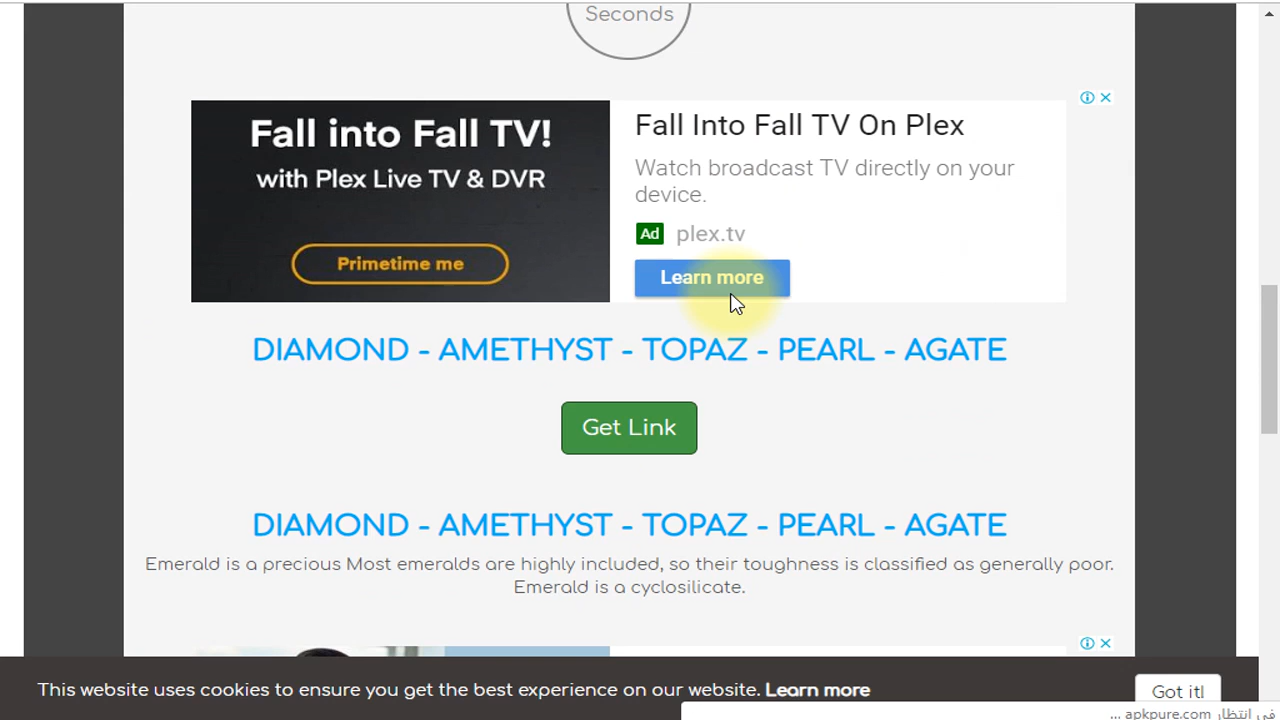 Seconds
Fall into Fall TV!
with Plex Live TV & DVR
Primetime me
Fall Into Fall TV On Plex
Watch broadcast TV directly on your
device.
Ad plex.tv
Learn more
DIAMOND - AMETHYST - TOPAZ - PEARL - AGATE
Get Link
DIAMOND - AMETHYST - TOPAZ - PEARL - AGATE
Emerald is a precious Most emeralds are highly included, so their toughness is classified as generally poor.
Emerald is a cyclosilicate.
This website uses cookies to ensure you get the best experience on our website. Learn more
Got it!
في انتظار apkpure.com ...